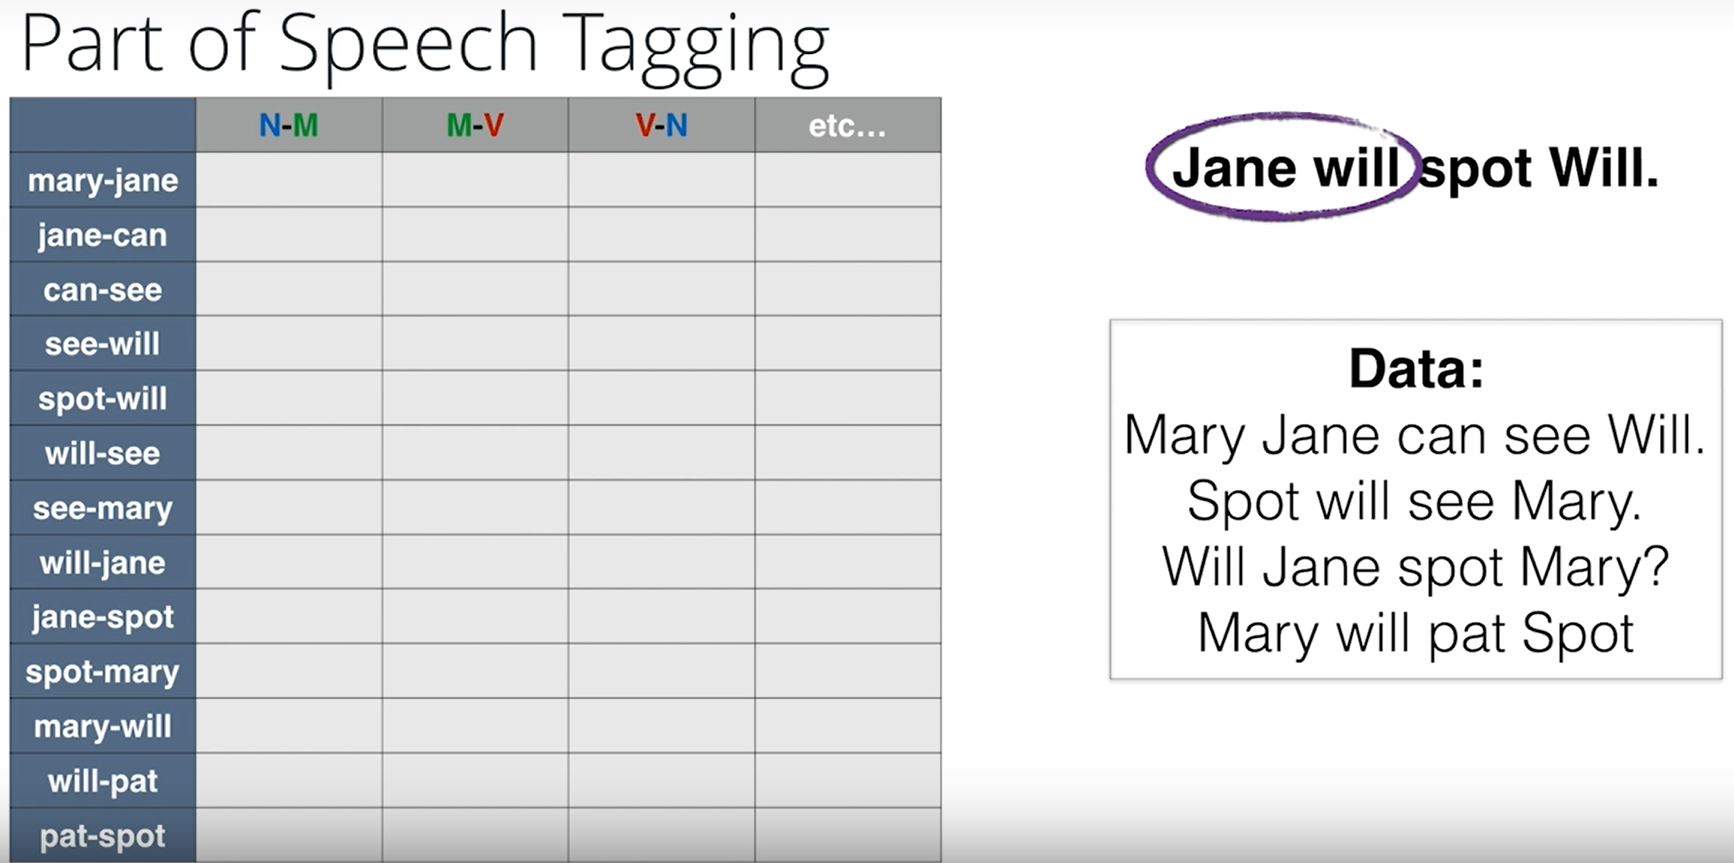 Part of Speech Tagging
N-M M-V V-N etc...
mary-jane
jane-can
can-see
see-will
spot-will
will-see
see-mary
will-jane
jane-spot
spot-mary
mary-will
will-pat
pat-spot
Jane will spot Will.
Data:
Mary Jane can see Will.
Spot will see Mary.
Will Jane spot Mary?
Mary will pat Spot